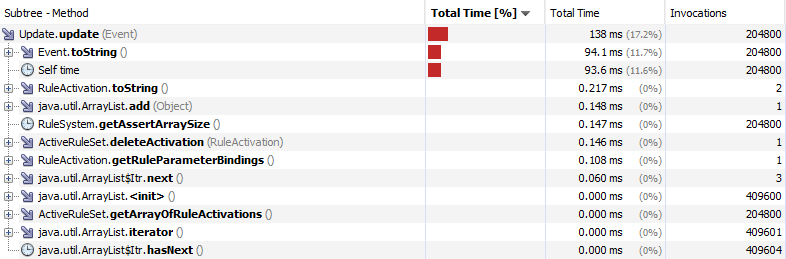 Subtree - Method Total Time [%] Total Time Invocations
Update.update (Event) 138 ms (17.2%) 204800
Event.toString () 94.1 ms (11.7%) 204800
Self time 93.6 ms (11.6%) 204800
RuleActivation.toString () 0.217 ms (0%) 2
java.util.ArrayList.add (Object) 0.148 ms (0%) 1
RuleSystem.getAssertArraySize () 0.147 ms (0%) 204800
ActiveRuleSet.deleteActivation (RuleActivation) 0.146 ms (0%) 1
RuleActivation.getRuleParameterBindings () 0.108 ms (0%) 1
java.util.ArrayList$Itr.next () 0.060 ms (0%) 3
java.util.ArrayList.<init> () 0.000 ms (0%) 409600
ActiveRuleSet.getArrayOfRuleActivations () 0.000 ms (0%) 204800
java.util.ArrayList.iterator () 0.000 ms (0%) 409601
java.util.ArrayList$Itr.hasNext () 0.000 ms (0%) 409604